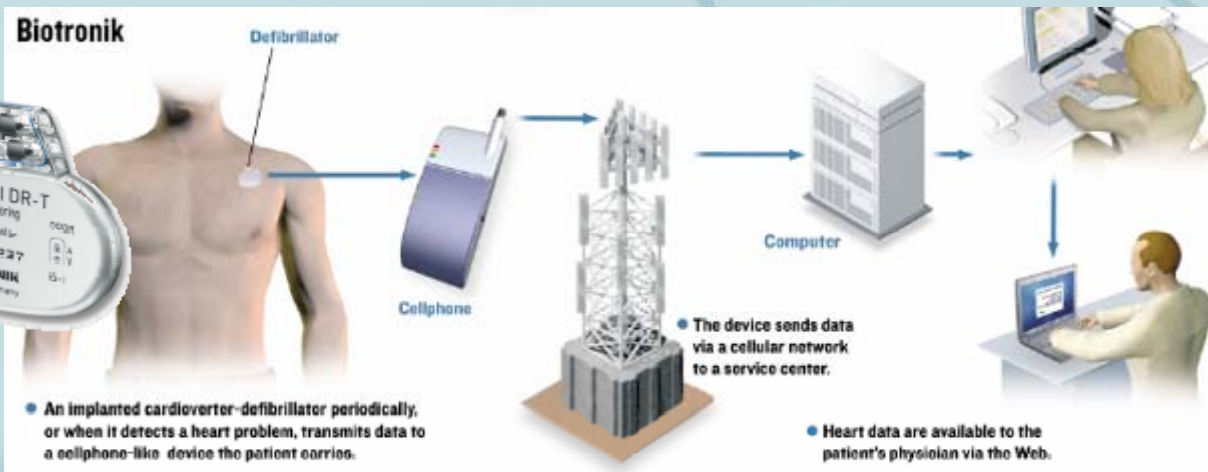 Biotronik
Defibrillator
DR-T
Cellphone
Computer
The device sends data
via a cellular network
to a service center.
An implanted cardioverter-defibrillator periodically,
or when it detects a heart problem, transmits data to
a cellphone-like device the patient carries.
Heart data are available to the
patient's physician via the Web.